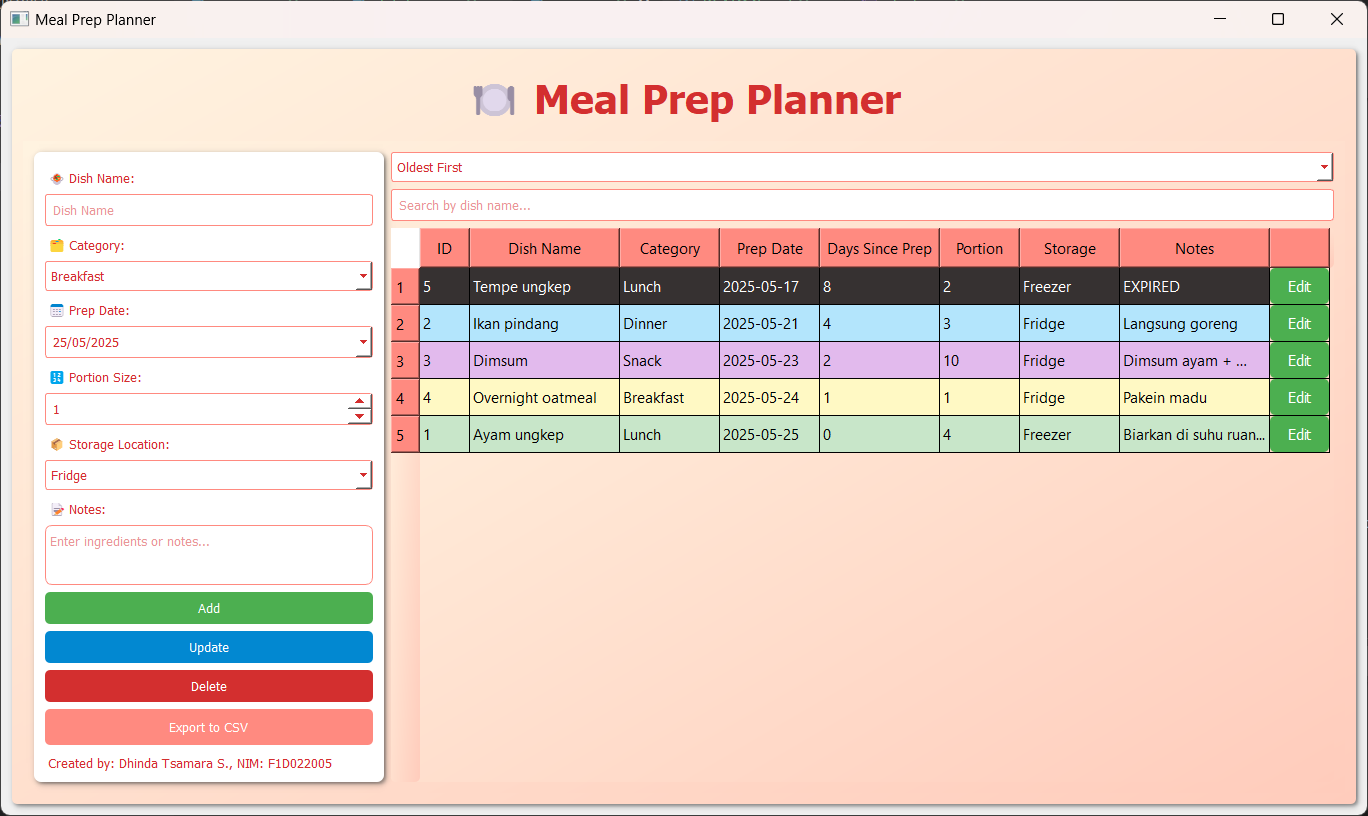 Meal Prep Planner
Meal Prep Planner
Dish Name:
Dish Name
Category:
Breakfast
Prep Date:
25/05/2025
Portion Size:
1
Storage Location:
Fridge
Notes:
Enter ingredients or notes...
Add
Update
Delete
Export to CSV
Created by: Dhinda Tsamara S., NIM: F1D022005
Oldest First
Search by dish name...
ID Dish Name Category Prep Date Days Since Prep Portion Storage Notes
1 5 Tempe ungkep Lunch 2025-05-17 8 2 Freezer EXPIRED Edit
2 2 Ikan pindang Dinner 2025-05-21 4 3 Fridge Langsung goreng Edit
3 3 Dimsum Snack 2025-05-23 2 10 Fridge Dimsum ayam + ... Edit
4 4 Overnight oatmeal Breakfast 2025-05-24 1 1 Fridge Pakein madu Edit
5 1 Ayam ungkep Lunch 2025-05-25 0 4 Freezer Biarkan di suhu ruan... Edit